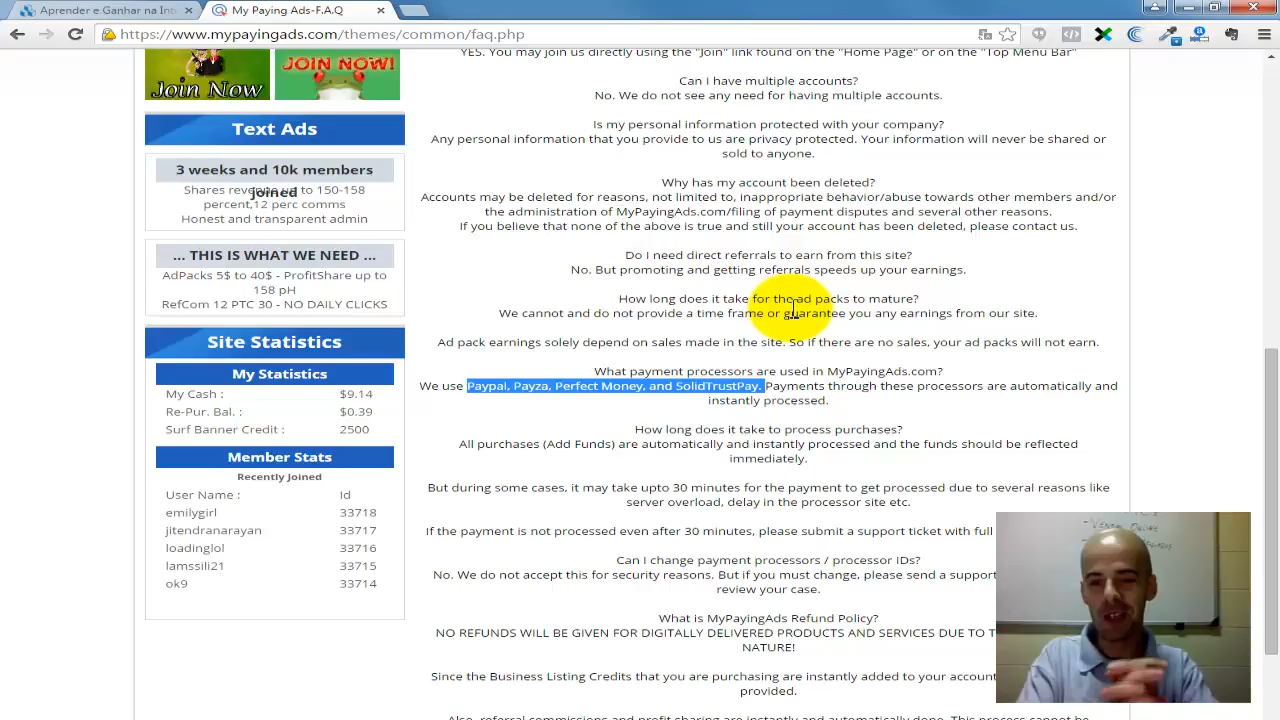 Aprender e Ganhar na Int
My Paying Ads-F.A.Q
https://www.mypayingads.com/themes/common/faq.php
Join Now
JOIN NOW!
Text Ads
3 weeks and 10k members
joined
Shares revenue up to 150-158
percent,12 perc comms
Honest and transparent admin
... THIS IS WHAT WE NEED ...
AdPacks 5$ to 40$ - ProfitShare up to
158 pH
RefCom 12 PTC 30 - NO DAILY CLICKS
Site Statistics
My Statistics
My Cash : $9.14
Re-Pur. Bal. : $0.39
Surf Banner Credit : 2500
Member Stats
Recently Joined
User Name : Id
emilygirl 33718
jitendranarayan 33717
loadinglol 33716
lamssili21 33715
ok9 33714
YES. You may join us directly using the "Join" link found on the "Home Page" or on the "Top Menu Bar"
Can I have multiple accounts?
No. We do not see any need for having multiple accounts.
Is my personal information protected with your company?
Any personal information that you provide to us are privacy protected. Your information will never be shared or
sold to anyone.
Why has my account been deleted?
Accounts may be deleted for reasons, not limited to, inappropriate behavior/abuse towards other members and/or
the administration of MyPayingAds.com/filing of payment disputes and several other reasons.
If you believe that none of the above is true and still your account has been deleted, please contact us.
Do I need direct referrals to earn from this site?
No. But promoting and getting referrals speeds up your earnings.
How long does it take for the ad packs to mature?
We cannot and do not provide a time frame or guarantee you any earnings from our site.
Ad pack earnings solely depend on sales made in the site. So if there are no sales, your ad packs will not earn.
What payment processors are used in MyPayingAds.com?
We use Paypal, Payza, Perfect Money, and SolidTrustPay. Payments through these processors are automatically and
instantly processed.
How long does it take to process purchases?
All purchases (Add Funds) are automatically and instantly processed and the funds should be reflected
immediately.
But during some cases, it may take upto 30 minutes for the payment to get processed due to several reasons like
server overload, delay in the processor site etc.
If the payment is not processed even after 30 minutes, please submit a support ticket with full
Can I change payment processors / processor IDs?
No. We do not accept this for security reasons. But if you must change, please send a support
review your case.
What is MyPayingAds Refund Policy?
NO REFUNDS WILL BE GIVEN FOR DIGITALLY DELIVERED PRODUCTS AND SERVICES DUE TO T
NATURE!
Since the Business Listing Credits that you are purchasing are instantly added to your account
provided.
Also, referral commissions and profit sharing are instantly and automatically done. This process cannot be